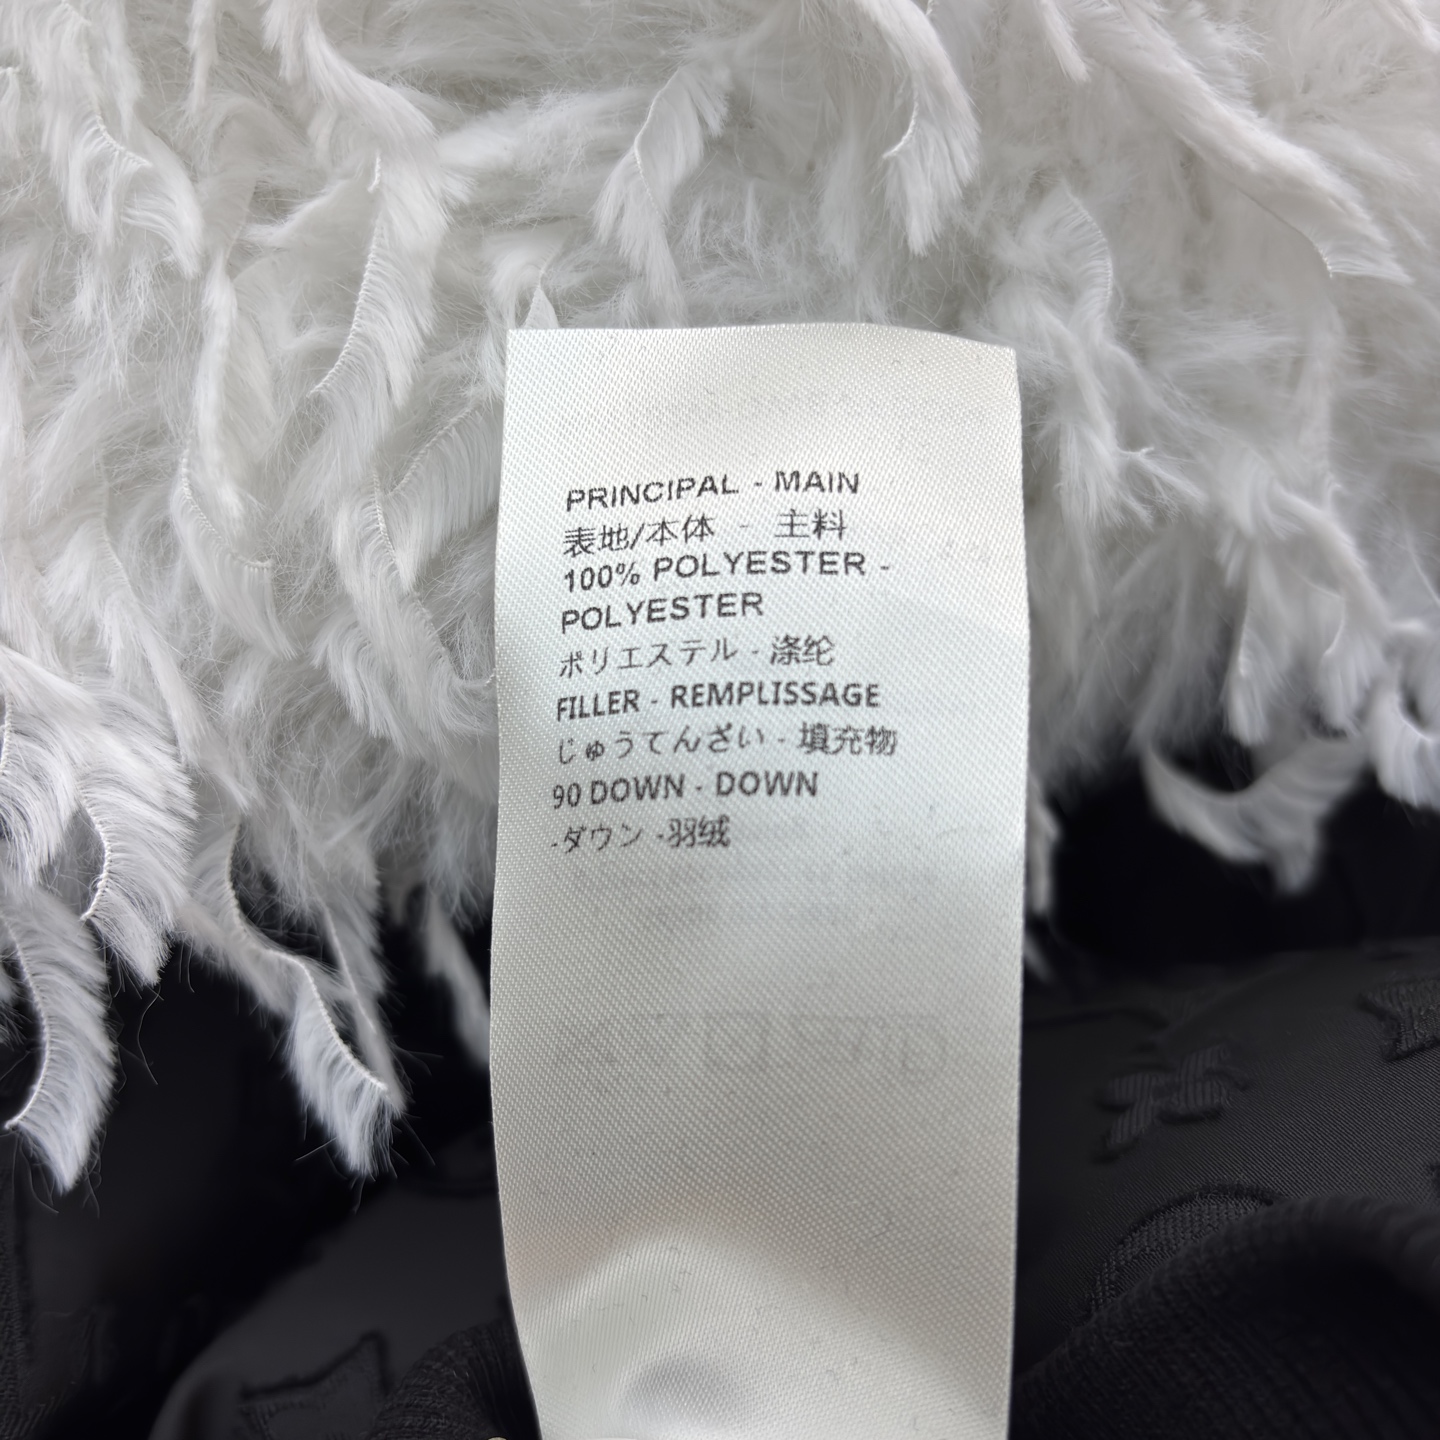 PRINCIPAL - MAIN
表地/本体 - 主料
100% POLYESTER -
POLYESTER
ポリエステル - 涤纶
FILLER - REMPLISSAGE
じゅうてんざい - 填充物
90 DOWN - DOWN
-ダウン -羽绒